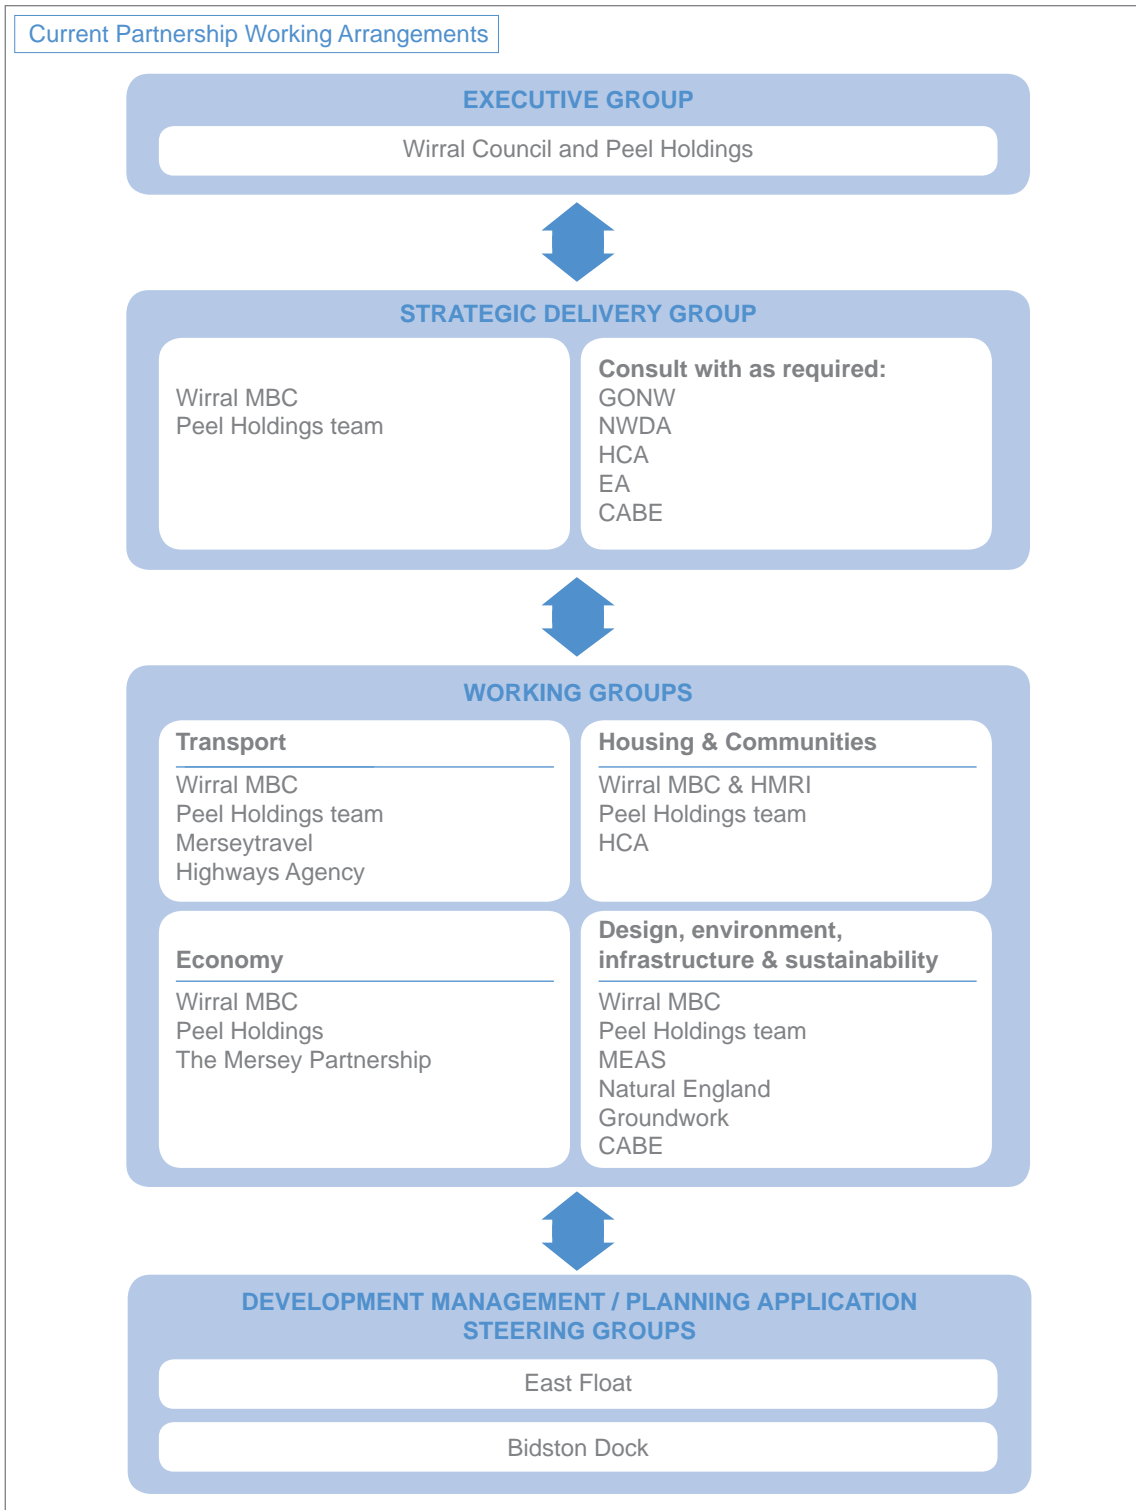 Current Partnership Working Arrangements
EXECUTIVE GROUP
Wirral Council and Peel Holdings
STRATEGIC DELIVERY GROUP
Wirral MBC
Peel Holdings team
Consult with as required:
GONW
NWDA
HCA
EA
CABE
WORKING GROUPS
Transport
Wirral MBC
Peel Holdings team
Merseytravel
Highways Agency
Housing & Communities
Wirral MBC & HMRI
Peel Holdings team
HCA
Economy
Wirral MBC
Peel Holdings
The Mersey Partnership
Design, environment,
infrastructure & sustainability
Wirral MBC
Peel Holdings team
MEAS
Natural England
Groundwork
CABE
DEVELOPMENT MANAGEMENT / PLANNING APPLICATION
STEERING GROUPS
East Float
Bidston Dock